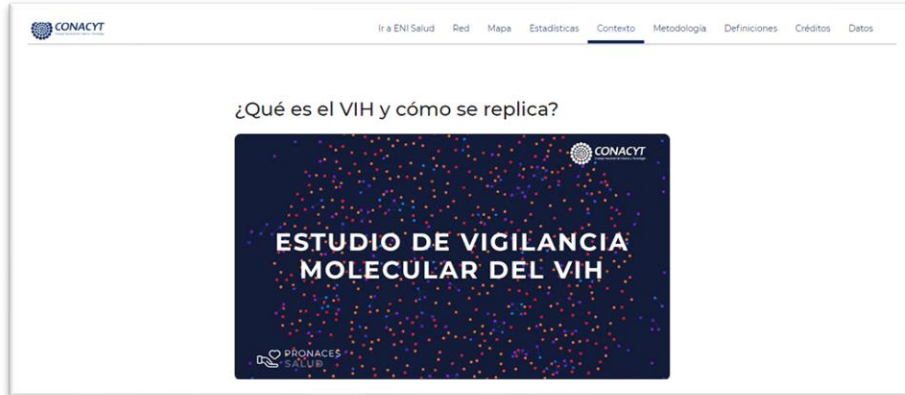 CONACYT
Ir a ENI Salud Red Mapa Estadísticas Contexto Metodología Definiciones Créditos Datos
¿Qué es el VIH y cómo se replica?
CONACYT
ESTUDIO DE VIGILANCIA
MOLECULAR DEL VIH
PRONACES
SALUD